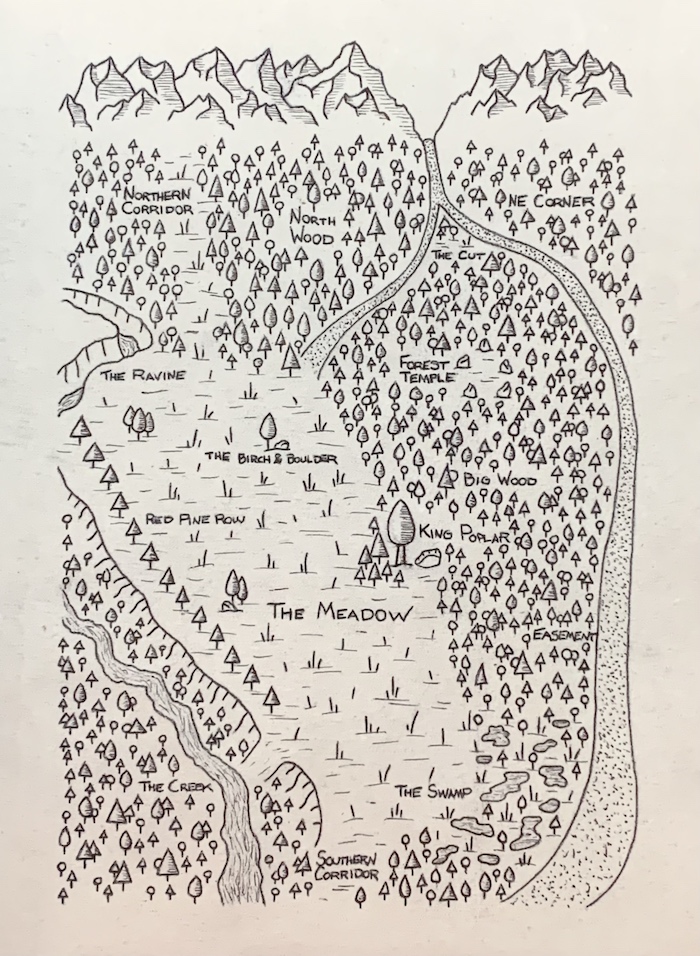 NORTHERN
CORRIDOR
NORTH
WOOD
NE CORNER
THE CUT
THE RAVINE
FOREST
TEMPLE
THE BIRCH & BOULDER
BIG WOOD
RED PINE ROW
KING POPLAR
THE MEADOW
EASEMENT
THE CREEK
THE SWAMP
SOUTHERN
CORRIDOR